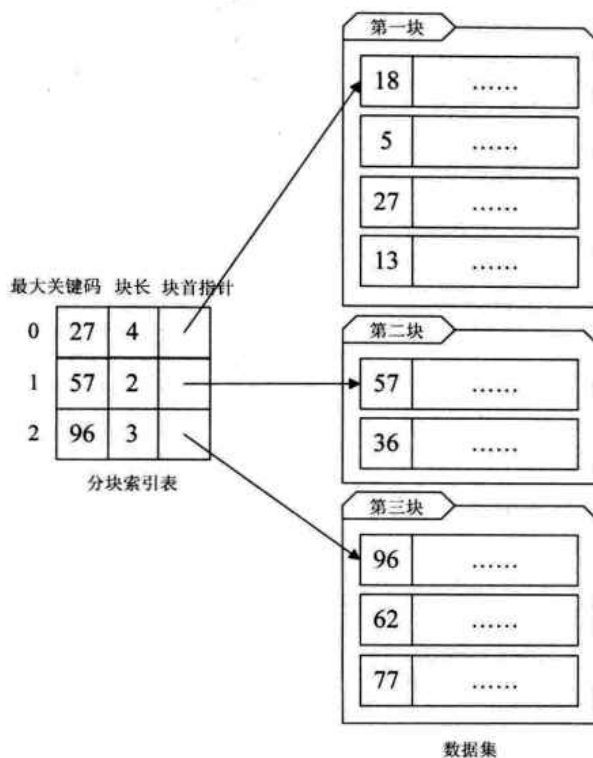 第一块
18 ……
5 ……
27 ……
13 ……
最大关键码 块长 块首指针
0 27 4
1 57 2
2 96 3
分块索引表
第二块
57 ……
36 ……
第三块
96 ……
62 ……
77 ……
数据集